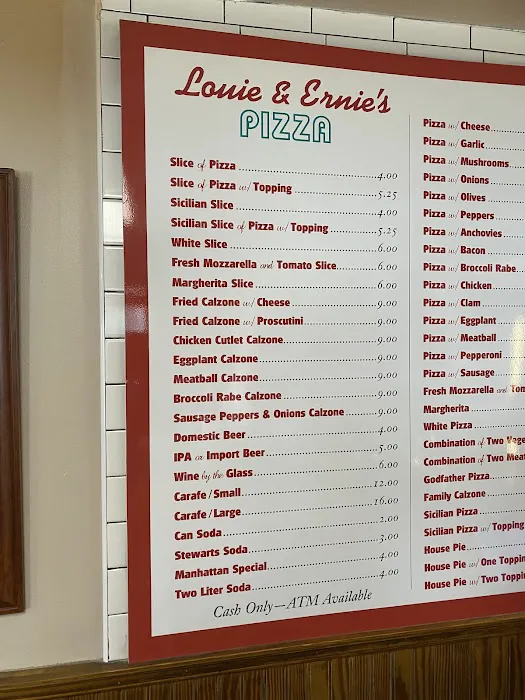 Louie & Ernie's
PIZZA
Slice of Pizza ........ 4.00
Slice of Pizza w/ Topping ........ 5.25
Sicilian Slice ........ 4.00
Sicilian Slice of Pizza w/ Topping ........ 5.25
White Slice ........ 6.00
Fresh Mozzarella and Tomato Slice ........ 6.00
Margherita Slice ........ 6.00
Fried Calzone w/ Cheese ........ 9.00
Fried Calzone w/ Proscutini ........ 9.00
Chicken Cutlet Calzone ........ 9.00
Eggplant Calzone ........ 9.00
Meatball Calzone ........ 9.00
Broccoli Rabe Calzone ........ 9.00
Sausage Peppers & Onions Calzone ........ 9.00
Domestic Beer ........ 4.00
IPA or Import Beer ........ 5.00
Wine by the Glass ........ 6.00
Carafe / Small ........ 12.00
Carafe / Large ........ 16.00
Can Soda ........ 2.00
Stewarts Soda ........ 3.00
Manhattan Special ........ 4.00
Two Liter Soda ........ 4.00
Cash Only—ATM Available
Pizza w/ Cheese
Pizza w/ Garlic
Pizza w/ Mushrooms
Pizza w/ Onions
Pizza w/ Olives
Pizza w/ Peppers
Pizza w/ Anchovies
Pizza w/ Bacon
Pizza w/ Broccoli Rabe
Pizza w/ Chicken
Pizza w/ Clam
Pizza w/ Eggplant
Pizza w/ Meatball
Pizza w/ Pepperoni
Pizza w/ Sausage
Fresh Mozzarella and Tom
Margherita
White Pizza
Combination of Two Vege
Combination of Two Meat
Godfather Pizza
Family Calzone
Sicilian Pizza
Sicilian Pizza w/ Topping
House Pie
House Pie w/ One Toppin
House Pie w/ Two Toppi